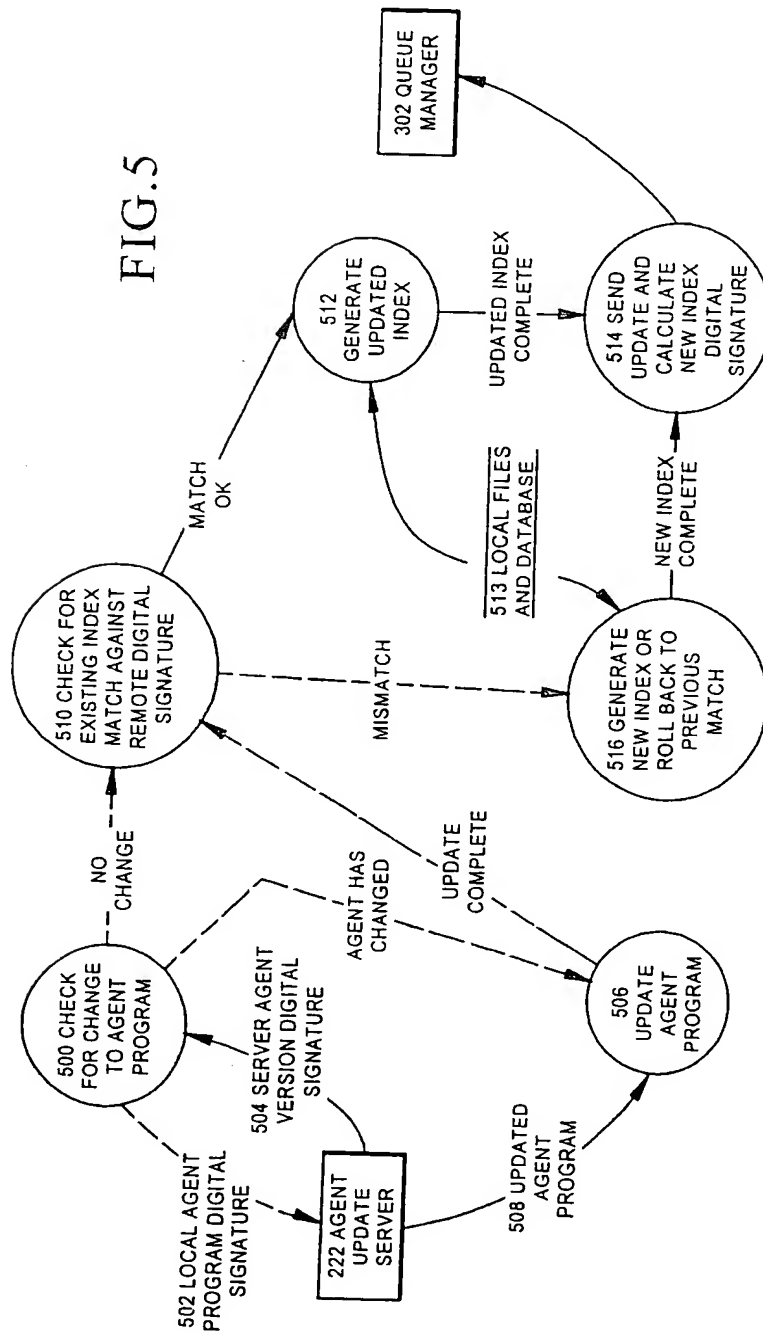 FIG.5
500 CHECK
FOR CHANGE
TO AGENT
PROGRAM
NO
CHANGE
502 LOCAL AGENT
PROGRAM DIGITAL
SIGNATURE
504 SERVER AGENT
VERSION DIGITAL
SIGNATURE
222 AGENT
UPDATE
SERVER
AGENT HAS
CHANGED
508 UPDATED
AGENT
PROGRAM
506
UPDATE
AGENT
PROGRAM
UPDATE
COMPLETE
510 CHECK FOR
EXISTING INDEX
MATCH AGAINST
REMOTE DIGITAL
SIGNATURE
MATCH
OK
MISMATCH
512
GENERATE
UPDATED
INDEX
513 LOCAL FILES
AND DATABASE
516 GENERATE
NEW INDEX OR
ROLL BACK TO
PREVIOUS
MATCH
UPDATED INDEX
COMPLETE
NEW INDEX
COMPLETE
514 SEND
UPDATE AND
CALCULATE
NEW INDEX
DIGITAL
SIGNATURE
302 QUEUE
MANAGER